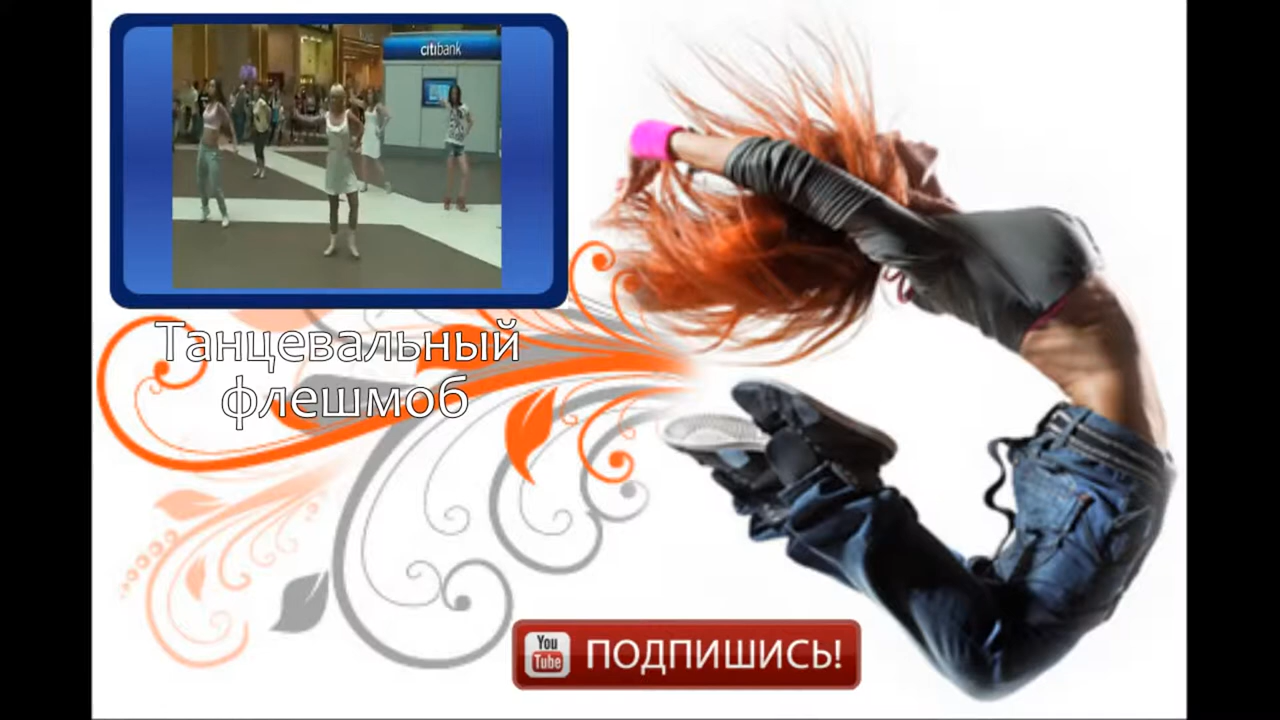 citibank
Танцевальный
флешмоб
You
Tube
ПОДПИШИСЬ!